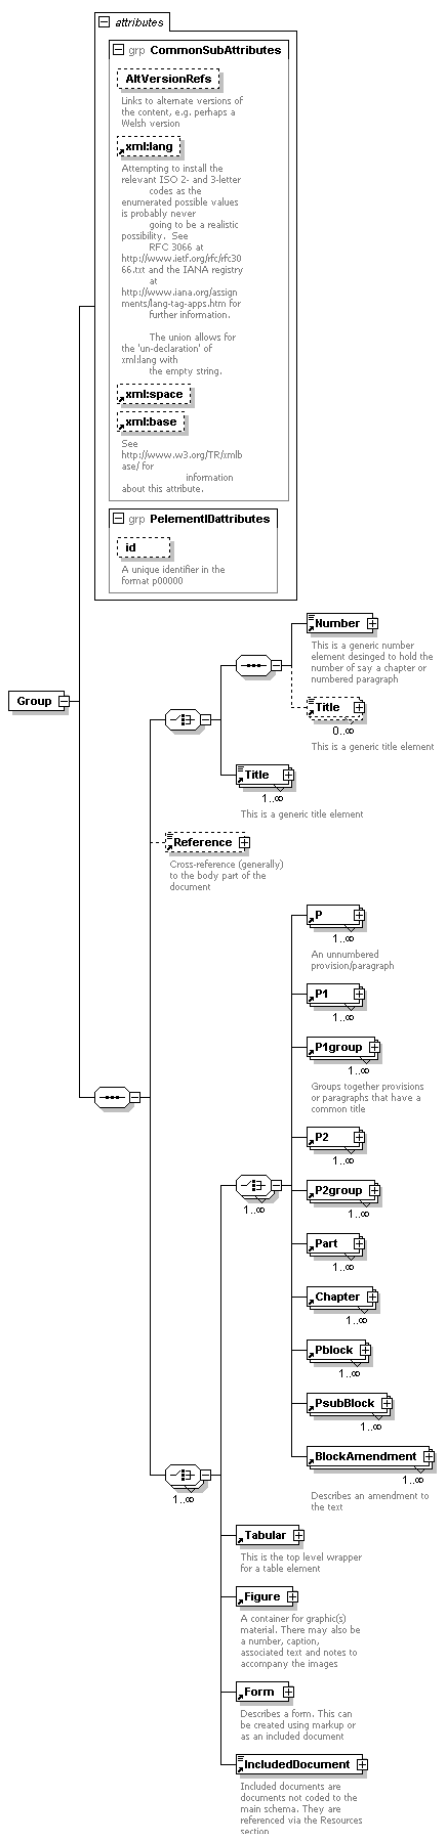 attributes
grp CommonSubAttributes
AltVersionRefs
Links to alternate versions of
the content, e.g. perhaps a
Welsh version
xml:lang
Attempting to install the
relevant ISO 2- and 3-letter
codes as the
enumerated possible values
is probably never
going to be a realistic
possibility. See
RFC 3066 at
http://www.ietf.org/rfc/rfc30
66.txt and the IANA registry
at
http://www.iana.org/assign
ments/lang-tag-apps.htm for
further information.
The union allows for
the 'un-declaration' of
xml:lang with
the empty string.
xml:space
xml:base
See
http://www.w3.org/TR/xmlb
ase/ for
information
about this attribute.
grp PelementIDattributes
id
A unique identifier in the
format p00000
Group
Number
This is a generic number
element desinged to hold the
number of say a chapter or
numbered paragraph
Title
0..∞
This is a generic title element
Title
1..∞
This is a generic title element
Reference
Cross-reference (generally)
to the body part of the
document
P
1..∞
An unnumbered
provision/paragraph
P1
1..∞
P1group
1..∞
Groups together provisions
or paragraphs that have a
common title
P2
1..∞
1..∞
P2group
1..∞
Part
1..∞
Chapter
1..∞
Pblock
1..∞
PsubBlock
1..∞
BlockAmendment
1..∞
Describes an amendment to
the text
1..∞
Tabular
This is the top level wrapper
for a table element
Figure
A container for graphic(s)
material. There may also be
a number, caption,
associated text and notes to
accompany the images
Form
Describes a form. This can
be created using markup or
as an included document
IncludedDocument
Included documents are
documents not coded to the
main schema. They are
referenced via the Resources
section